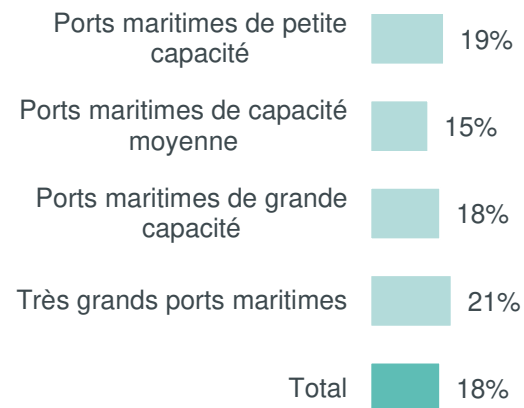 Ports maritimes de petite
capacité
19%
Ports maritimes de capacité
moyenne
15%
Ports maritimes de grande
capacité
18%
Très grands ports maritimes
21%
Total
18%